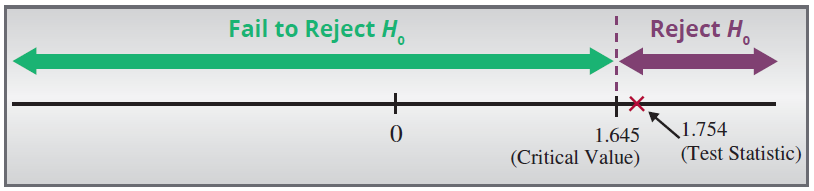 Fail to Reject H₀
Reject H₀
0
1.645
(Critical Value)
1.754
(Test Statistic)